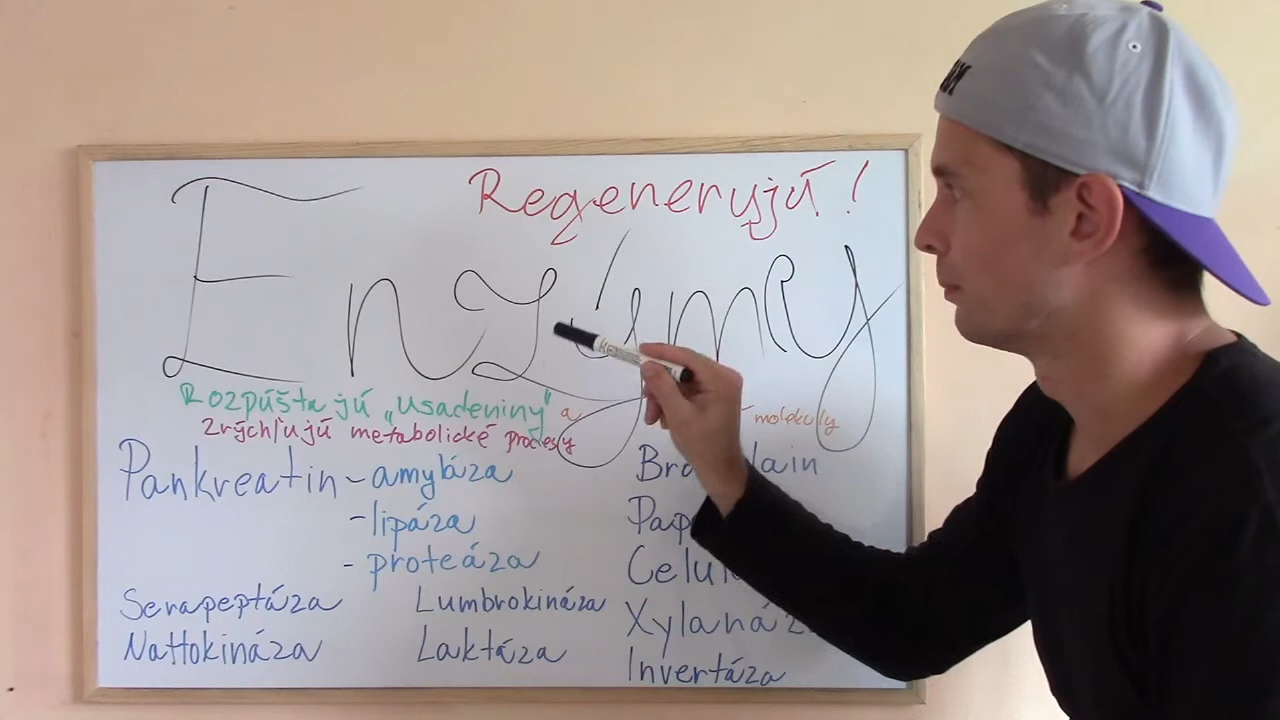 Regenerujú!
Enzýmy
Rozpúšťajú „Usadeniny“ a
molekuly
Zrýchľujú metabolické procesy
Pankreatin - amyláza
- lipáza
- proteáza
Serapeptáza
Lumbrokináza
Nattokináza
Laktáza
Xylanáz
Invertáza